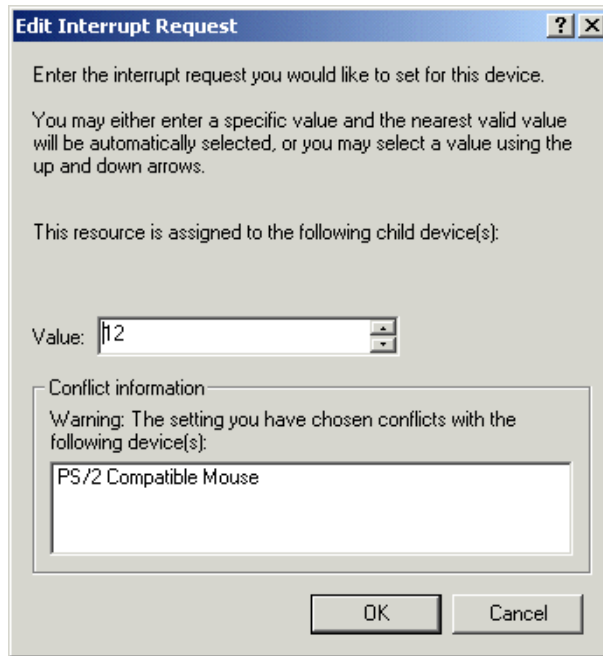 Edit Interrupt Request
Enter the interrupt request you would like to set for this device.
You may either enter a specific value and the nearest valid value
will be automatically selected, or you may select a value using the
up and down arrows.
This resource is assigned to the following child device(s):
Value: 12
Conflict information
Warning: The setting you have chosen conflicts with the
following device(s):
PS/2 Compatible Mouse
OK Cancel